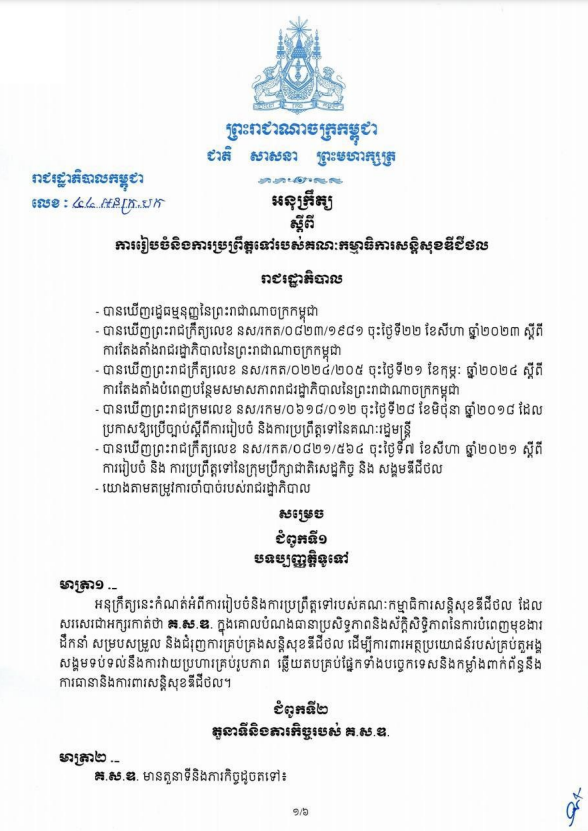 ព្រះរាជាណាចក្រកម្ពុជា
ជាតិ សាសនា ព្រះមហាក្សត្រ
រាជរដ្ឋាភិបាលកម្ពុជា
លេខ : ៤៤ អនក្រ.បក
អនុក្រឹត្យ
ស្តីពី
ការរៀបចំនិងការប្រព្រឹត្តទៅរបស់គណៈកម្មាធិការសន្តិសុខឌីជីថល
រាជរដ្ឋាភិបាល
- បានឃើញរដ្ឋធម្មនុញ្ញនៃព្រះរាជាណាចក្រកម្ពុជា
- បានឃើញព្រះរាជក្រឹត្យលេខ នស/រកត/០៨២៣/១៩៨១ ចុះថ្ងៃទី២២ ខែសីហា ឆ្នាំ២០២៣ ស្តីពី
ការតែងតាំងរាជរដ្ឋាភិបាលនៃព្រះរាជាណាចក្រកម្ពុជា
- បានឃើញព្រះរាជក្រឹត្យលេខ នស/រកត/០២២៤/២០៥ ចុះថ្ងៃទី២១ ខែកុម្ភៈ ឆ្នាំ២០២៤ ស្តីពី
ការតែងតាំងបំពេញបន្ថែមសមាសភាពរាជរដ្ឋាភិបាលនៃព្រះរាជាណាចក្រកម្ពុជា
- បានឃើញព្រះរាជក្រមលេខ នស/រកម/០៦១៨/០១២ ចុះថ្ងៃទី២៨ ខែមិថុនា ឆ្នាំ២០១៨ ដែល
ប្រកាសឱ្យប្រើច្បាប់ស្តីពីការរៀបចំ និងការប្រព្រឹត្តទៅនៃគណៈរដ្ឋមន្ត្រី
- បានឃើញព្រះរាជក្រឹត្យលេខ នស/រកត/០៨២១/៥៦៤ ចុះថ្ងៃទី៧ ខែសីហា ឆ្នាំ២០២១ ស្តីពី
ការរៀបចំ និង ការប្រព្រឹត្តទៅនៃក្រុមប្រឹក្សាជាតិសេដ្ឋកិច្ច និង សង្គមឌីជីថល
- យោងតាមតម្រូវការចាំបាច់របស់រាជរដ្ឋាភិបាល
សម្រេច
ជំពូកទី១
បទប្បញ្ញត្តិទូទៅ
មាត្រា១ ._
អនុក្រឹត្យនេះកំណត់អំពីការរៀបចំនិងការប្រព្រឹត្តទៅរបស់គណៈកម្មាធិការសន្តិសុខឌីជីថល ដែល
សរសេរជាអក្សរកាត់ថា គ.ស.ឌ. ក្នុងគោលបំណងធានាប្រសិទ្ធភាពនិងស័ក្តិសិទ្ធិភាពនៃការបំពេញមុខងារ
ដឹកនាំ សម្របសម្រួល និងជំរុញការគ្រប់គ្រងសន្តិសុខឌីជីថល ដើម្បីការពារអត្ថប្រយោជន៍របស់គ្រប់តួអង្គ
សង្គមទប់ទល់នឹងការវាយប្រហារគ្រប់រូបភាព ឆ្លើយតបគ្រប់ផ្នែកទាំងបច្ចេកទេសនិងកម្លាំងពាក់ព័ន្ធនឹង
ការធានានិងការពារសន្តិសុខឌីជីថល។
ជំពូកទី២
តួនាទីនិងភារកិច្ចរបស់ គ.ស.ឌ.
មាត្រា២ ._
គ.ស.ឌ. មានតួនាទីនិងភារកិច្ចដូចតទៅ៖
១/៦